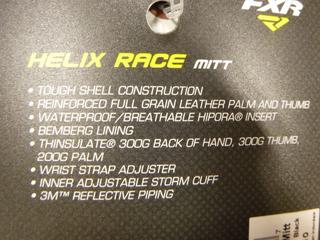 FXR
HELIX RACE MITT
• TOUGH SHELL CONSTRUCTION
• REINFORCED FULL GRAIN LEATHER PALM AND THUMB
• WATERPROOF/BREATHABLE HIPORA® INSERT
• BEMBERG LINING
• THINSULATE® 300G BACK OF HAND, 300G THUMB,
200G PALM
• WRIST STRAP ADJUSTER
• INNER ADJUSTABLE STORM CUFF
• 3M™ REFLECTIVE PIPING
Mitt
Black